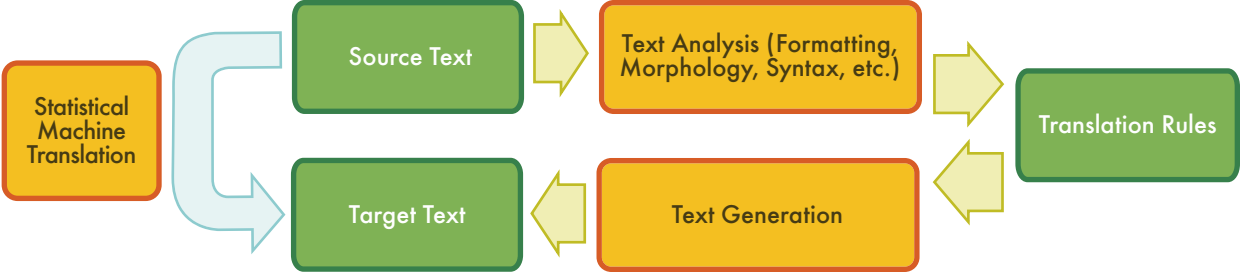 Statistical
Machine
Translation
Source Text
Text Analysis (Formatting,
Morphology, Syntax, etc.)
Translation Rules
Text Generation
Target Text